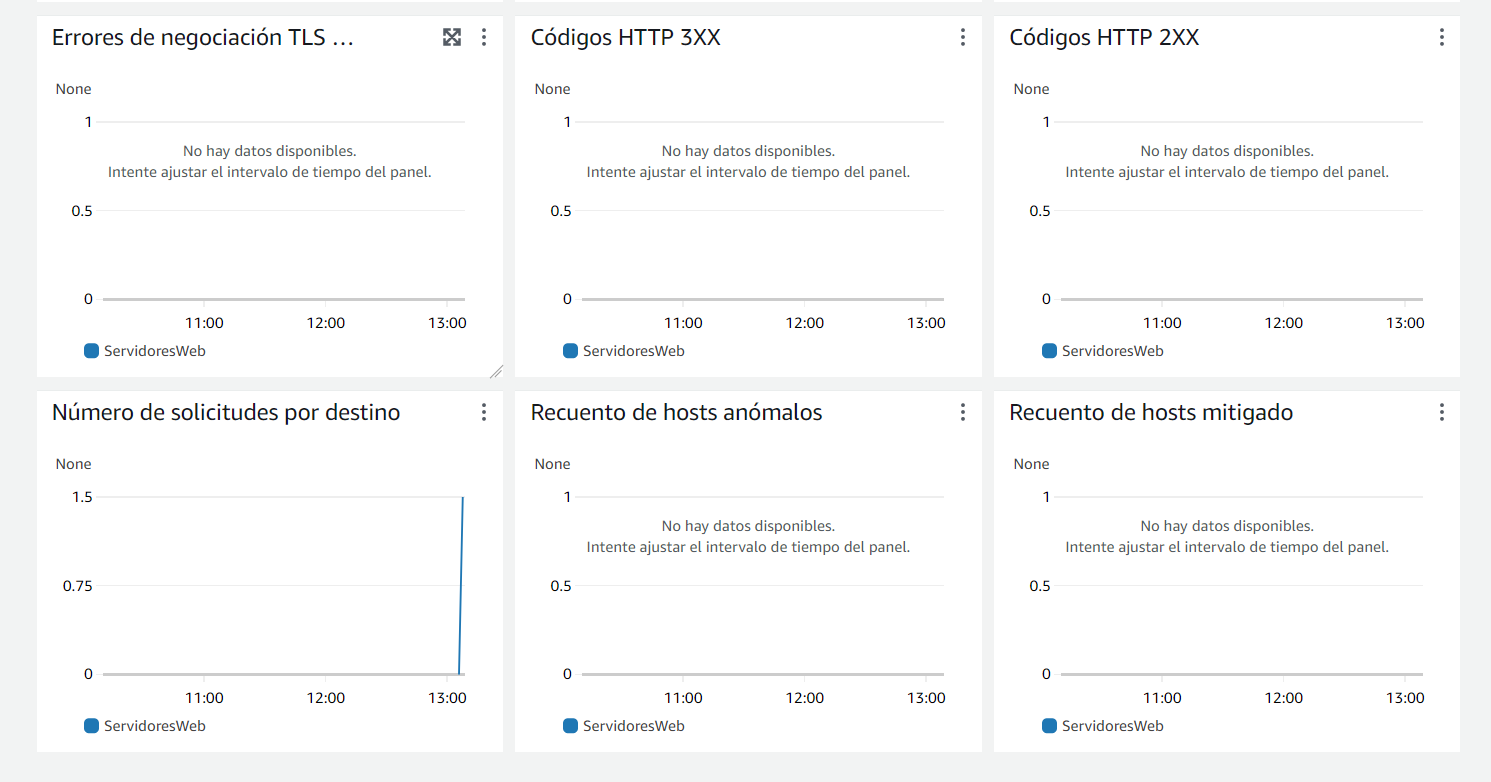 Errores de negociación TLS ...
None
1
No hay datos disponibles.
Intente ajustar el intervalo de tiempo del panel.
0.5
0
11:00 12:00 13:00
ServidoresWeb
Códigos HTTP 3XX
None
1
No hay datos disponibles.
Intente ajustar el intervalo de tiempo del panel.
0.5
0
11:00 12:00 13:00
ServidoresWeb
Códigos HTTP 2XX
None
1
No hay datos disponibles.
Intente ajustar el intervalo de tiempo del panel.
0.5
0
11:00 12:00 13:00
ServidoresWeb
Número de solicitudes por destino
None
1.5
0.75
0
11:00 12:00 13:00
ServidoresWeb
Recuento de hosts anómalos
None
1
No hay datos disponibles.
Intente ajustar el intervalo de tiempo del panel.
0.5
0
11:00 12:00 13:00
ServidoresWeb
Recuento de hosts mitigado
None
1
No hay datos disponibles.
Intente ajustar el intervalo de tiempo del panel.
0.5
0
11:00 12:00 13:00
ServidoresWeb